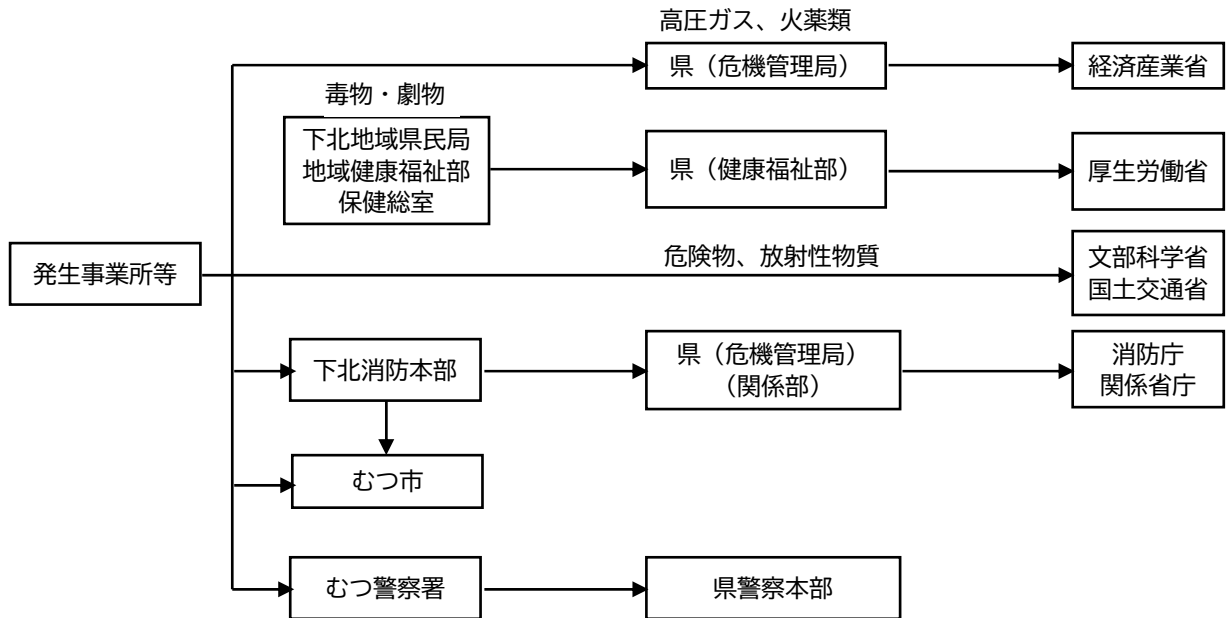 高圧ガス、火薬類
県（危機管理局）
経済産業省
毒物・劇物
下北地域県民局
地域健康福祉部
保健総室
県（健康福祉部）
厚生労働省
発生事業所等
危険物、放射性物質
文部科学省
国土交通省
下北消防本部
県（危機管理局）
（関係部）
消防庁
関係省庁
むつ市
むつ警察署
県警察本部